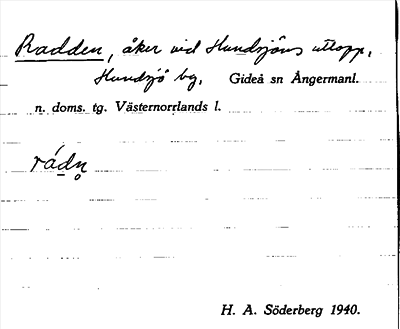 Radden, åker vid Hundsjöns utlopp,
Hundsjö by, Gideå sn Ångermanl.
n. doms. tg. Västernorrlands l.
rádn̥
H. A. Söderberg 1940.